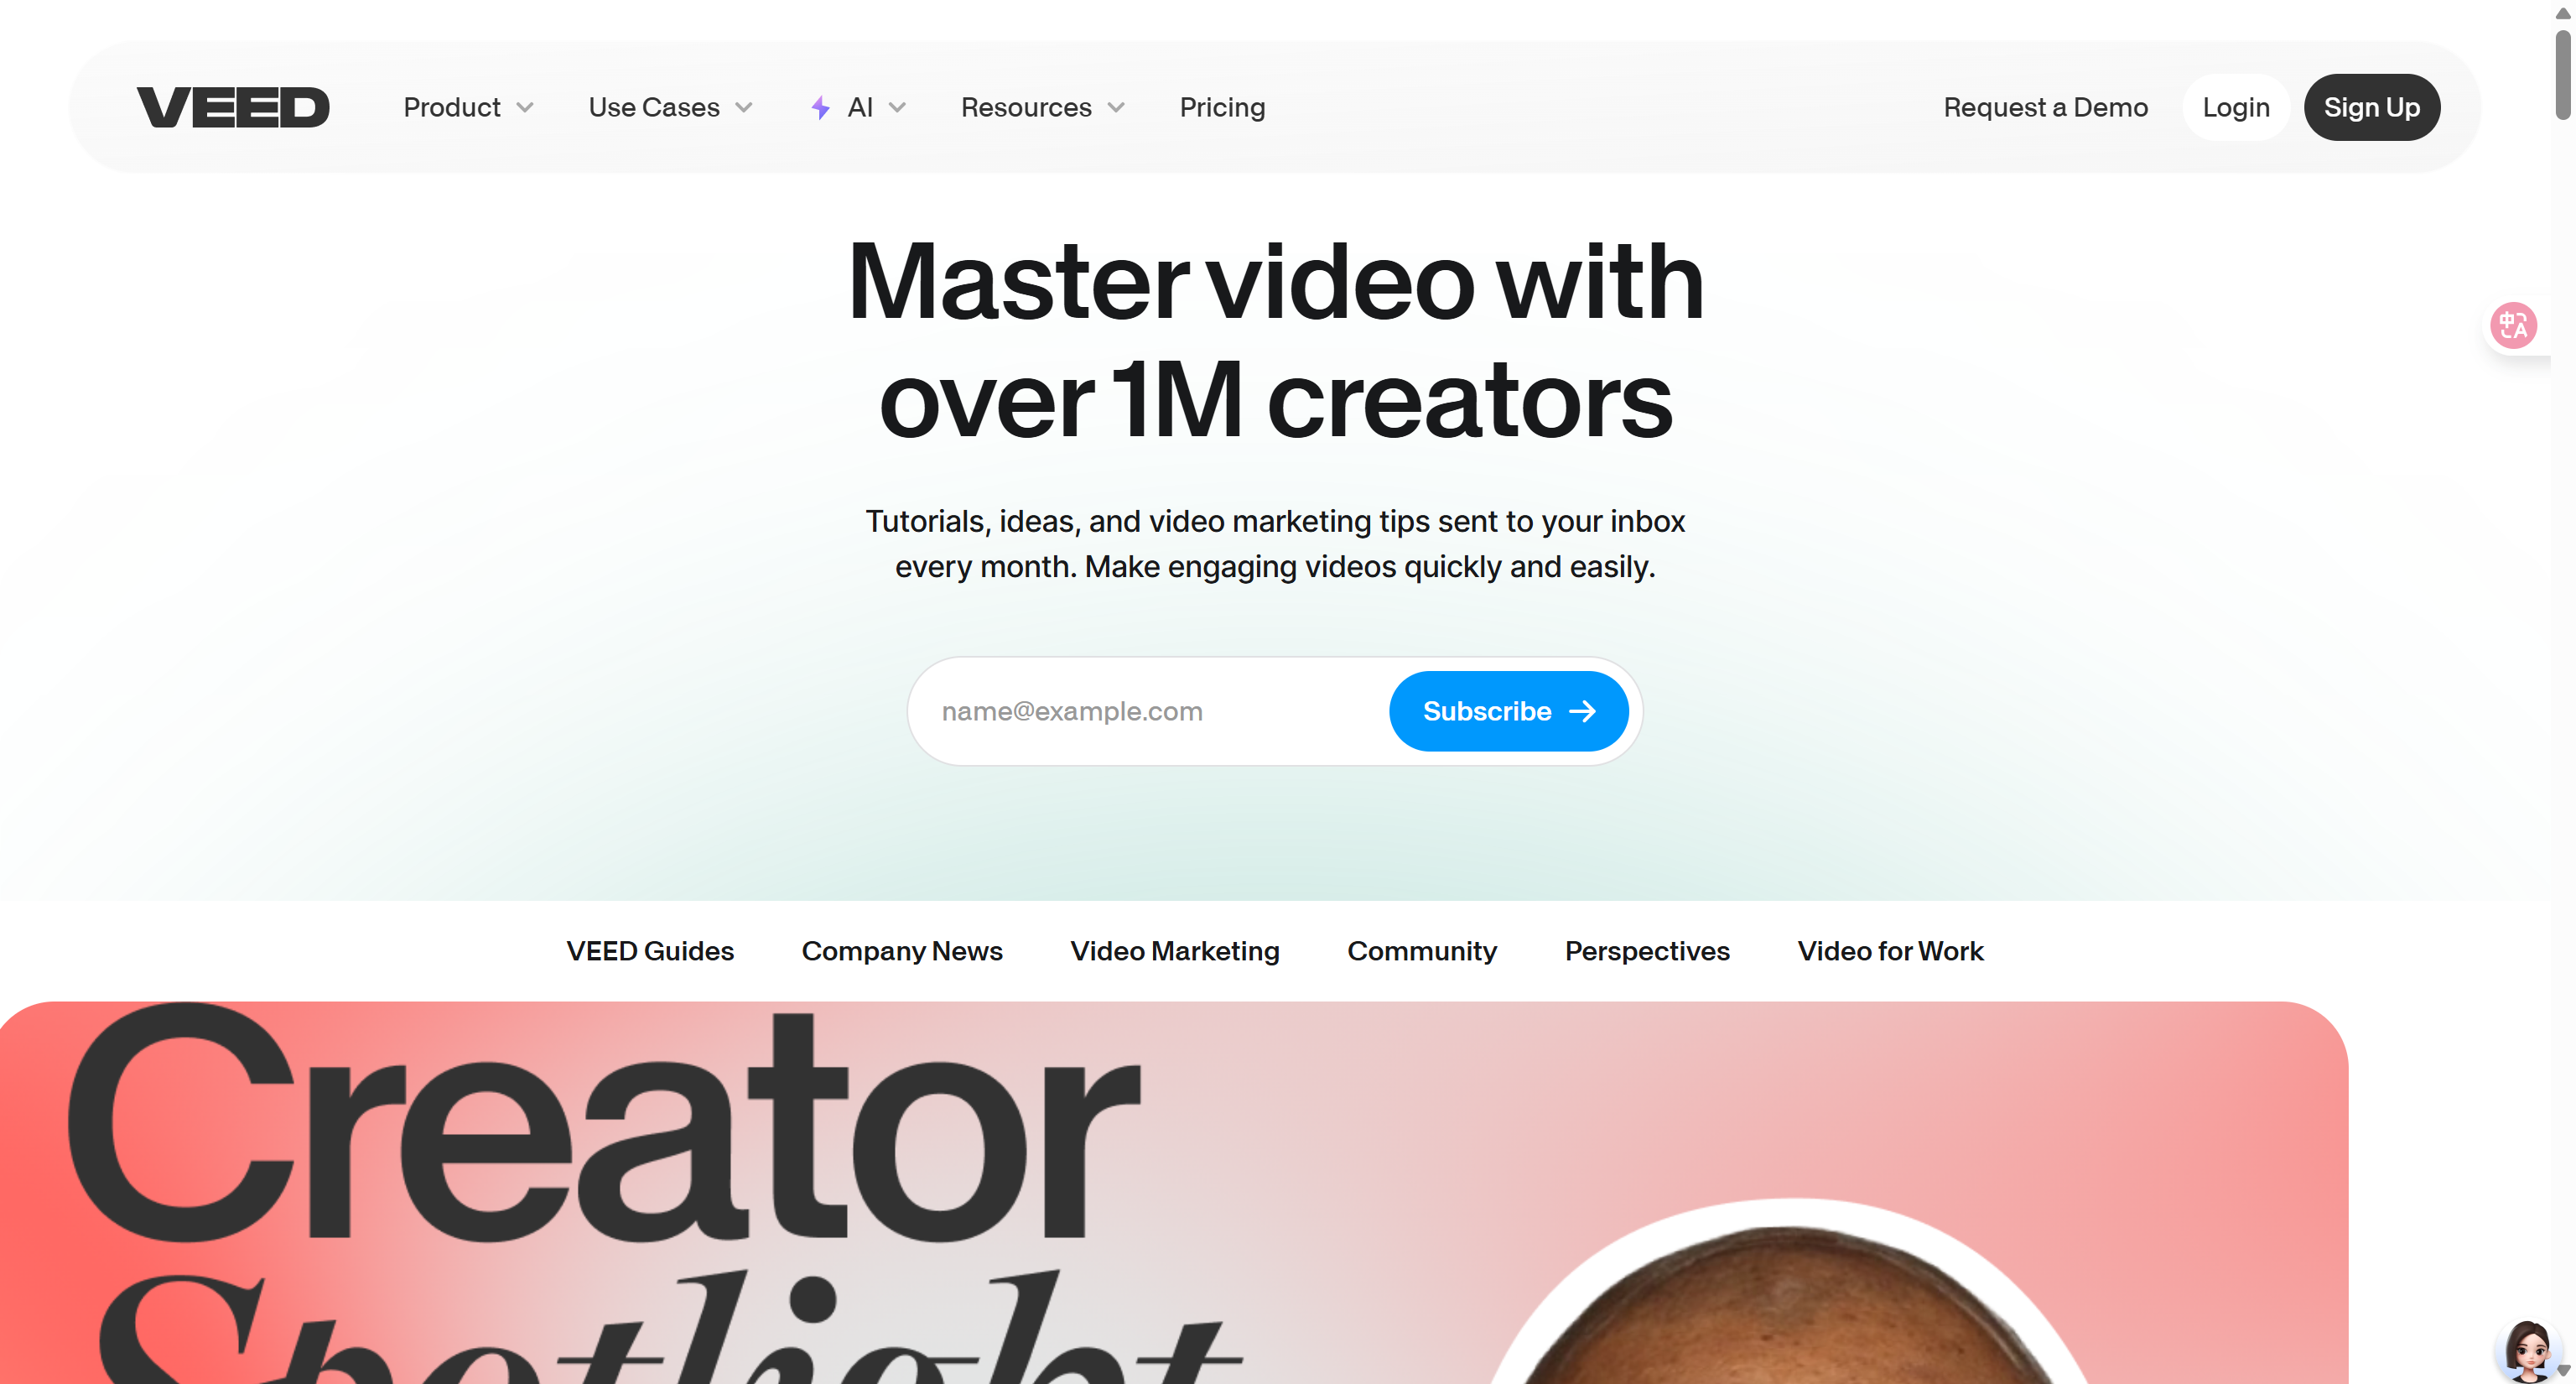 VEED Product Use Cases AI Resources Pricing Request a Demo Login Sign Up
Master video with
over 1M creators
Tutorials, ideas, and video marketing tips sent to your inbox
every month. Make engaging videos quickly and easily.
name@example.com Subscribe
VEED Guides Company News Video Marketing Community Perspectives Video for Work
Creator
Spotlight
中A